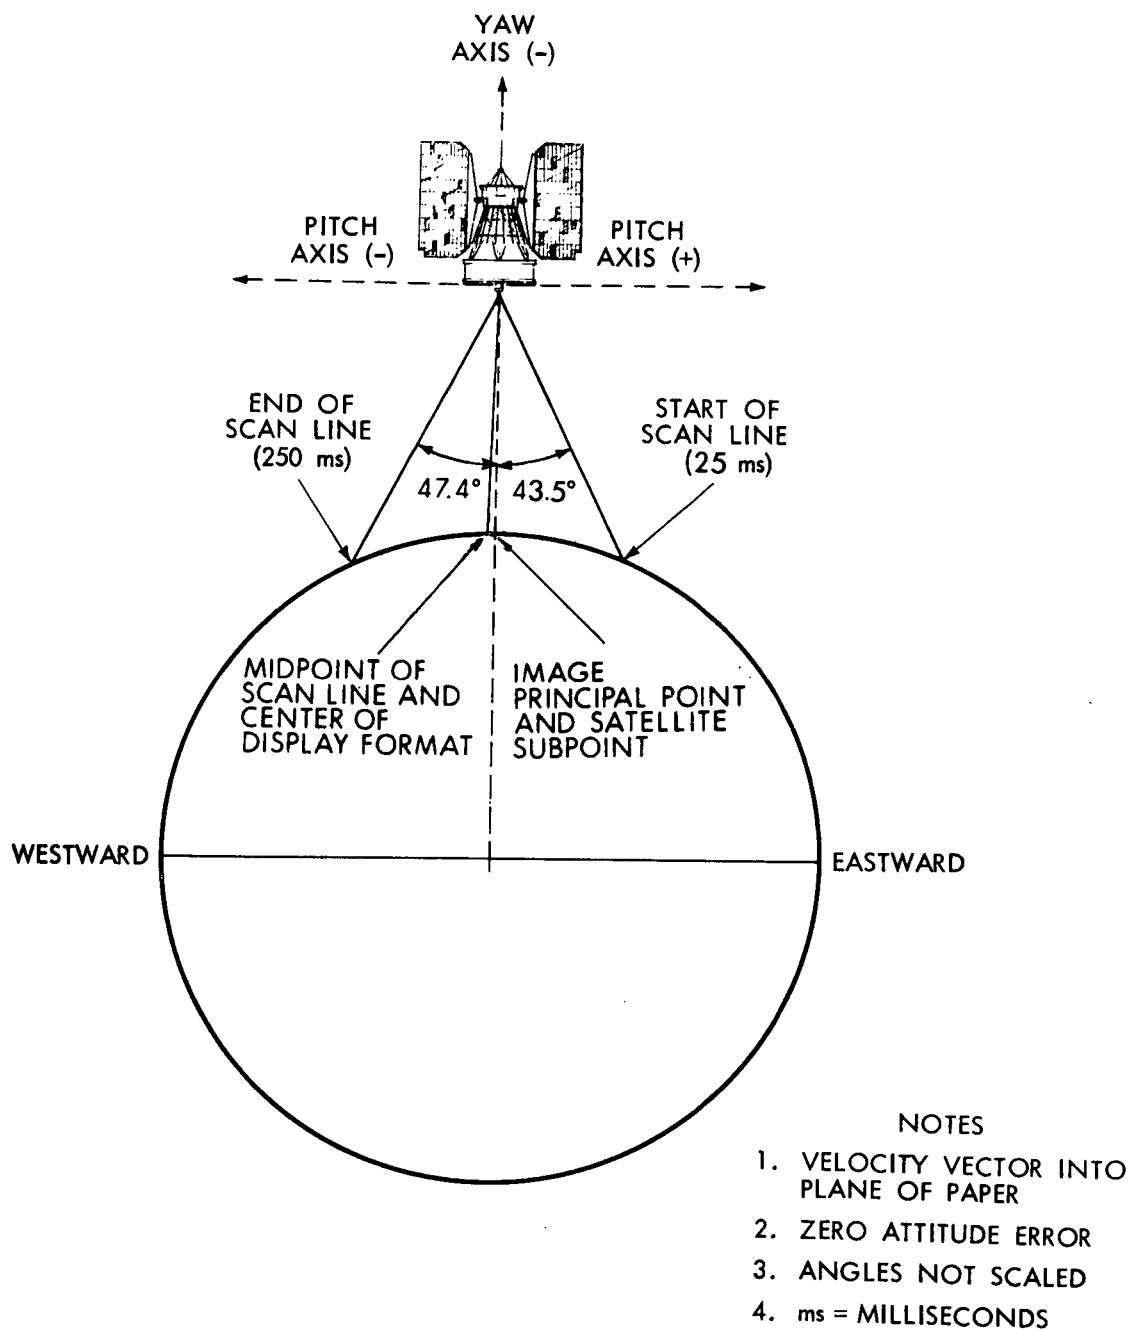 YAW
AXIS (-)
PITCH
AXIS (-)
PITCH
AXIS (+)
END OF
SCAN LINE
(250 ms)
START OF
SCAN LINE
(25 ms)
47.4°
43.5°
MIDPOINT OF
SCAN LINE AND
CENTER OF
DISPLAY FORMAT
IMAGE
PRINCIPAL POINT
AND SATELLITE
SUBPOINT
WESTWARD
EASTWARD
NOTES
1. VELOCITY VECTOR INTO
PLANE OF PAPER
2. ZERO ATTITUDE ERROR
3. ANGLES NOT SCALED
4. ms = MILLISECONDS